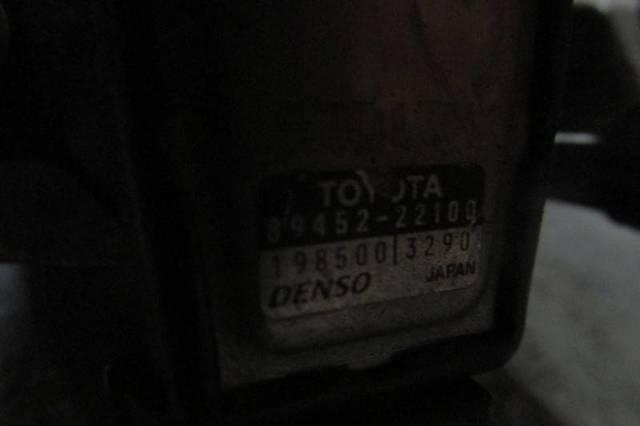 TOYOTA
89452-22100
198500 3290
DENSO JAPAN